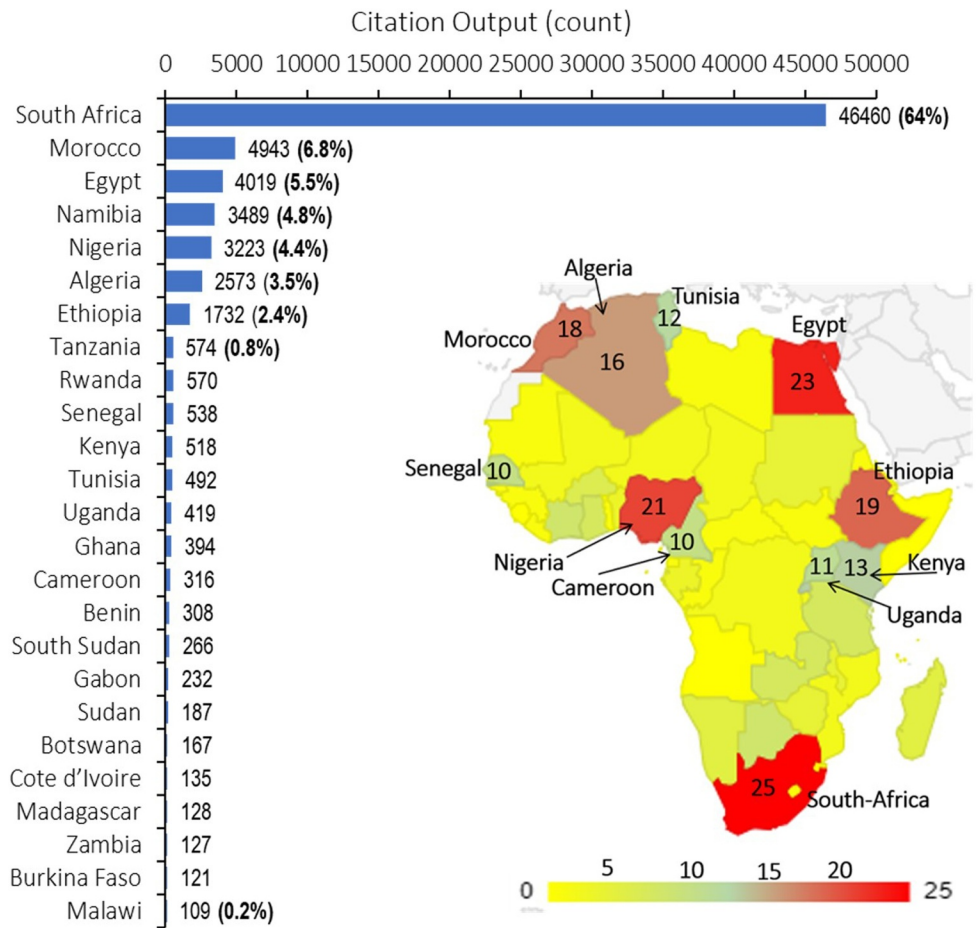 Citation Output (count)
0 5000 10000 15000 20000 25000 30000 35000 40000 45000 50000
South Africa 46460 (64%)
Morocco 4943 (6.8%)
Egypt 4019 (5.5%)
Namibia 3489 (4.8%)
Nigeria 3223 (4.4%)
Algeria 2573 (3.5%)
Ethiopia 1732 (2.4%)
Tanzania 574 (0.8%)
Rwanda 570
Senegal 538
Kenya 518
Tunisia 492
Uganda 419
Ghana 394
Cameroon 316
Benin 308
South Sudan 266
Gabon 232
Sudan 187
Botswana 167
Cote d’Ivoire 135
Madagascar 128
Zambia 127
Burkina Faso 121
Malawi 109 (0.2%)
Algeria
Tunisia
12
Egypt
Morocco 18
16
23
Senegal 10
Ethiopia
21
19
Nigeria
10
Cameroon
11 13 Kenya
Uganda
25
South-Africa
0 5 10 15 20 25